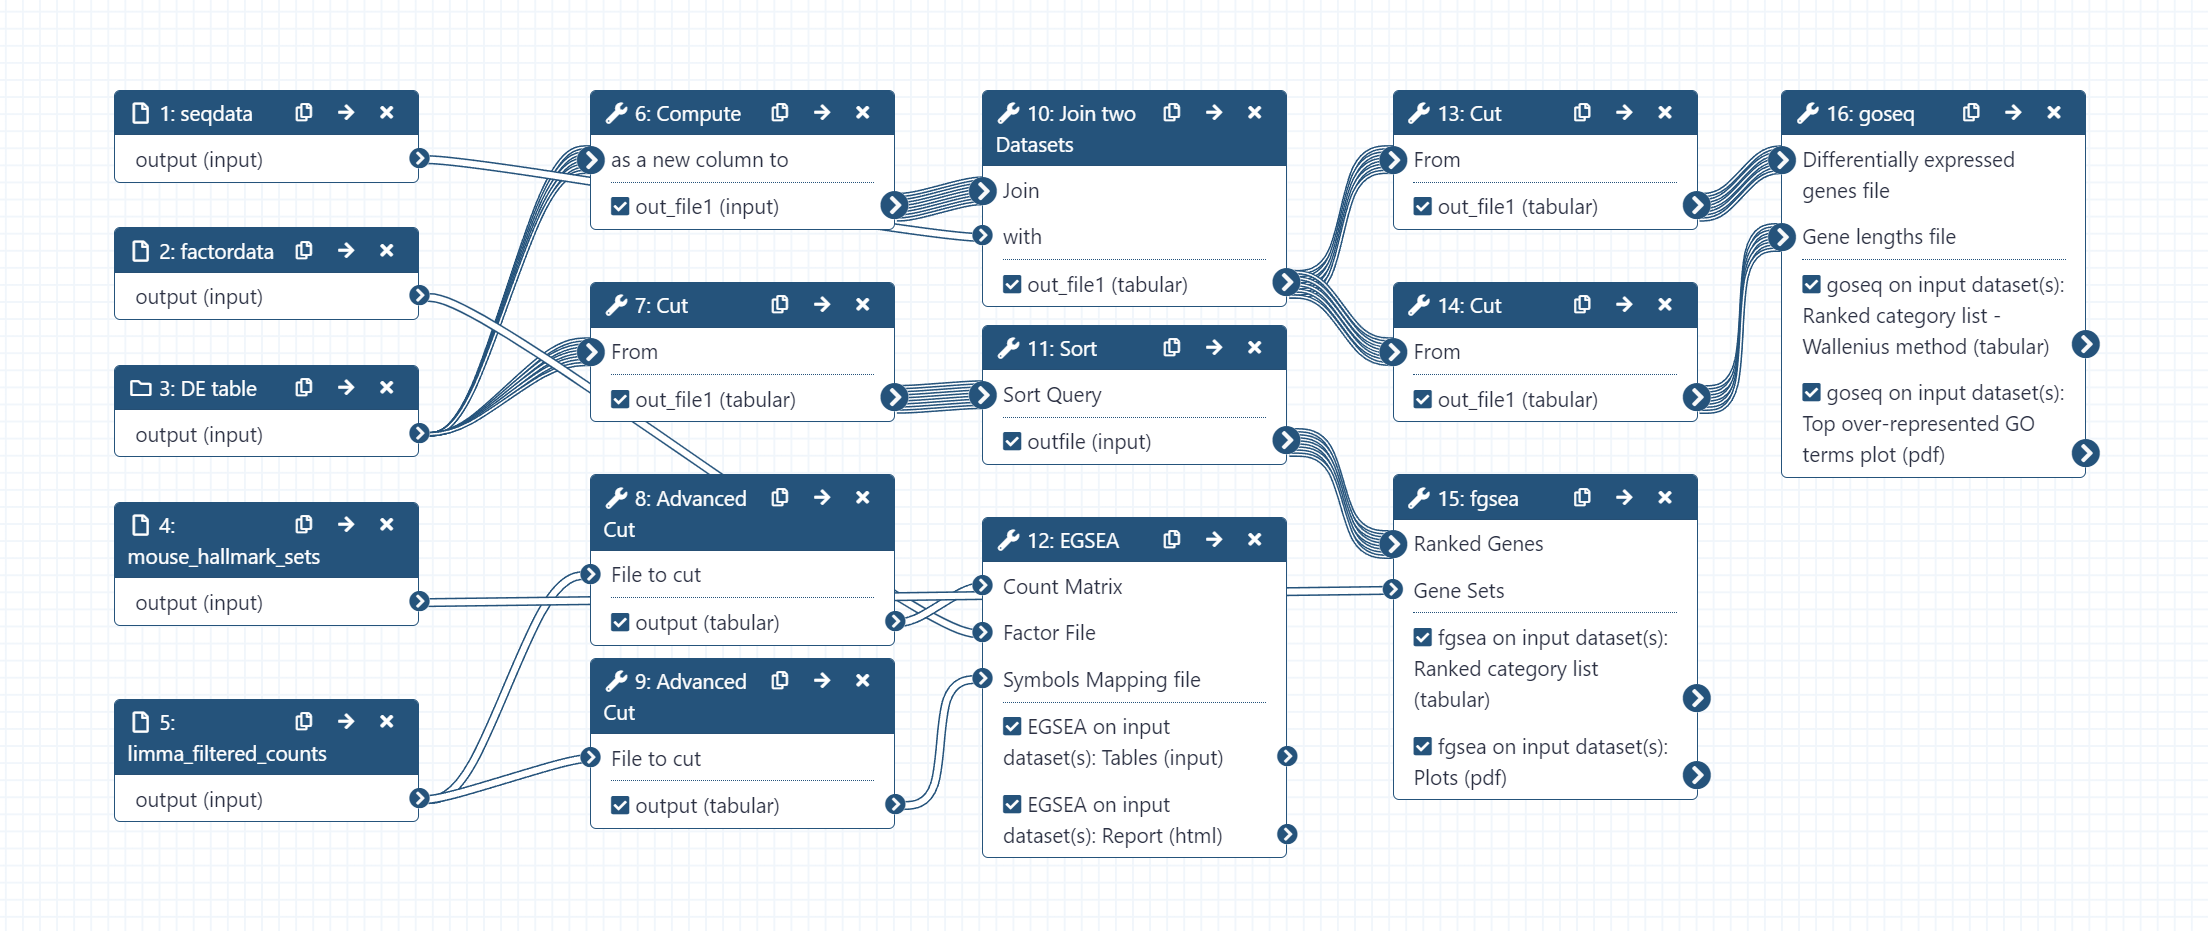 1: seqdata
output (input)
2: factordata
output (input)
3: DE table
output (input)
4:
mouse_hallmark_sets
output (input)
5:
limma_filtered_counts
output (input)
6: Compute
as a new column to
out_file1 (input)
7: Cut
From
out_file1 (tabular)
8: Advanced
Cut
File to cut
output (tabular)
9: Advanced
Cut
File to cut
output (tabular)
10: Join two
Datasets
Join
with
out_file1 (tabular)
11: Sort
Sort Query
outfile (input)
12: EGSEA
Count Matrix
Factor File
Symbols Mapping file
EGSEA on input
dataset(s): Tables (input)
EGSEA on input
dataset(s): Report (html)
13: Cut
From
out_file1 (tabular)
14: Cut
From
out_file1 (tabular)
15: fgsea
Ranked Genes
Gene Sets
fgsea on input dataset(s):
Ranked category list
(tabular)
fgsea on input dataset(s):
Plots (pdf)
16: goseq
Differentially expressed
genes file
Gene lengths file
goseq on input dataset(s):
Ranked category list -
Wallenius method (tabular)
goseq on input dataset(s):
Top over-represented GO
terms plot (pdf)